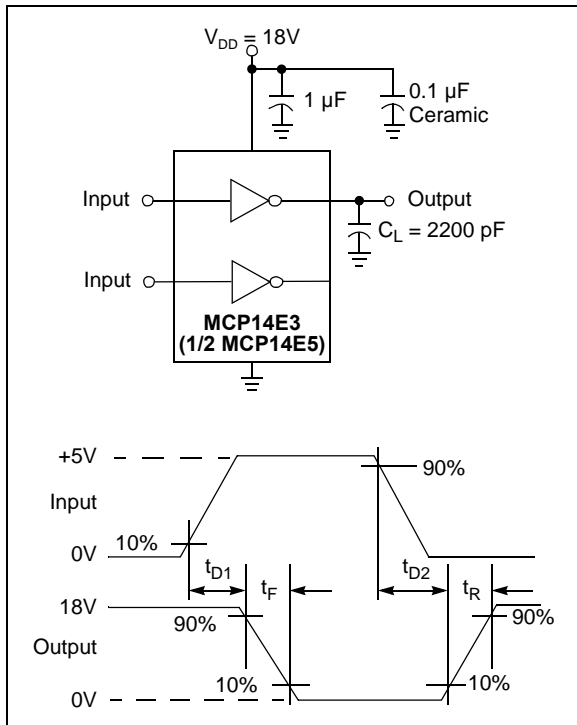 V_DD = 18V
1 µF
0.1 µF
Ceramic
Input
Output
C_L = 2200 pF
Input
MCP14E3
(1/2 MCP14E5)
+5V
90%
Input
10%
0V
t_D1
t_F
t_D2
t_R
18V
90%
90%
Output
10%
10%
0V